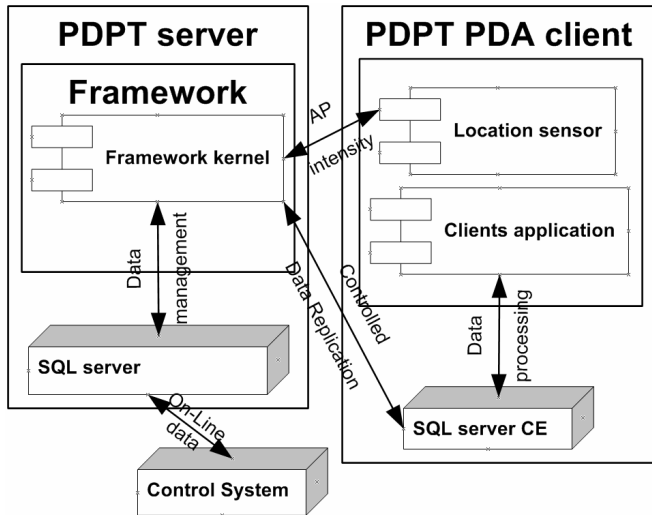 PDPT server
Framework
Framework kernel
Data
management
SQL server
On-Line
data
Control System
AP
intensity
Controlled
Data Replication
PDPT PDA client
Location sensor
Clients application
Data
processing
SQL server CE